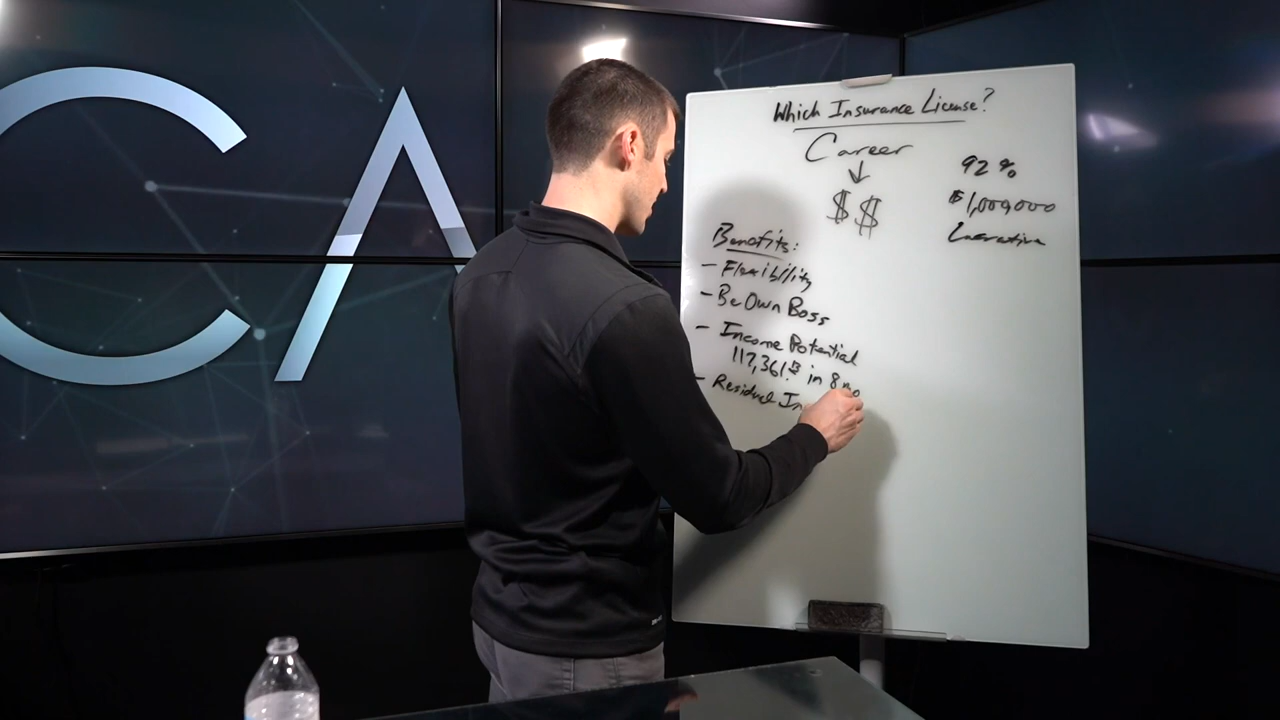 CA
Which Insurance License?
Career
$$
92%
$1,000,000
Lucrative
Benefits:
- Flexibility
- Be Own Boss
- Income Potential
117,361.53 in 8 mo
- Residual In